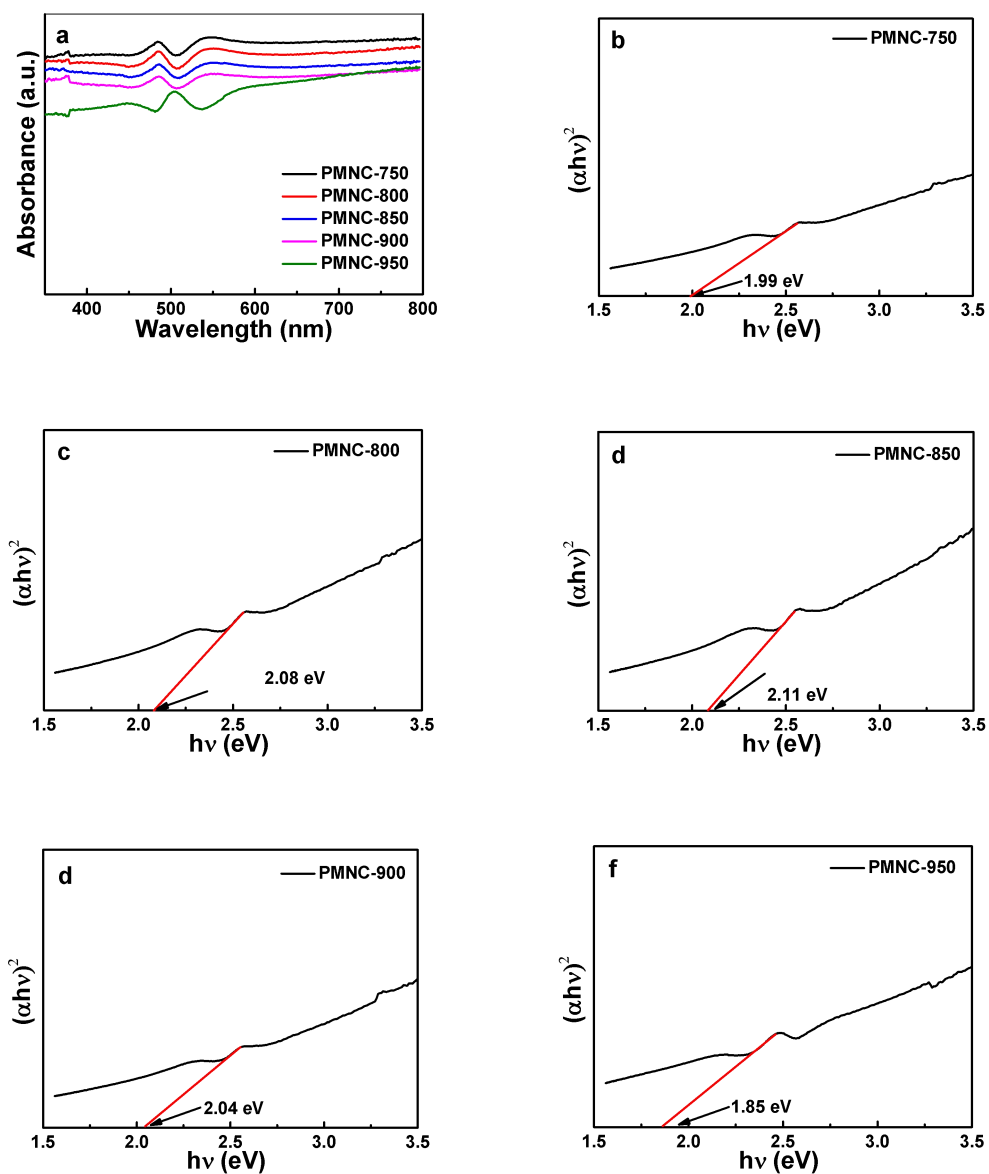 a
Absorbance (a.u.)
PMNC-750
PMNC-800
PMNC-850
PMNC-900
PMNC-950
400 500 600 700 800
Wavelength (nm)
b
PMNC-750
(αhν)²
1.99 eV
1.5 2.0 2.5 3.0 3.5
hν (eV)
c
PMNC-800
(αhν)²
2.08 eV
1.5 2.0 2.5 3.0 3.5
hν (eV)
d
PMNC-850
(αhν)²
2.11 eV
1.5 2.0 2.5 3.0 3.5
hν (eV)
d
PMNC-900
(αhν)²
2.04 eV
1.5 2.0 2.5 3.0 3.5
hν (eV)
f
PMNC-950
(αhν)²
1.85 eV
1.5 2.0 2.5 3.0 3.5
hν (eV)